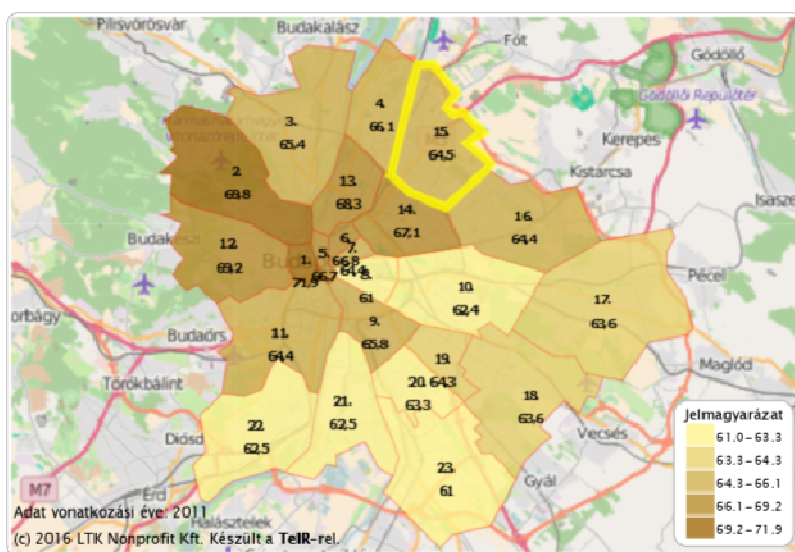 Pilisvörösvár
Budakalász
Fót
Gödöllő
Gödöllői Repülőtér
Kerepes
Kistarcsa
Isasze
4.
66.1
3.
65,4
15.
64,5
2.
69,8
13.
68,3
14.
67,1
16.
64,4
12.
69,2
6.
7.
66,8
5.
64,4
8.
1.
66,7
71,9
61
10.
62,4
Pécel
17.
63,6
orbágy
Budaörs
9.
65,8
11.
64,4
19.
20.
64,3
63,3
Maglód
Törökbálint
18.
63,6
Vecsés
21.
62,5
22.
62,5
Diósd
23.
61
Gyál
Érd
M7
Halásztelek
Jelmagyarázat
61.0–63.3
63.3–64.3
64.3–66.1
66.1–69.2
69.2–71.9
Adat vonatkozási éve: 2011
(c) 2016 LTK Nonprofit Kft. Készült a TeIR-rel.